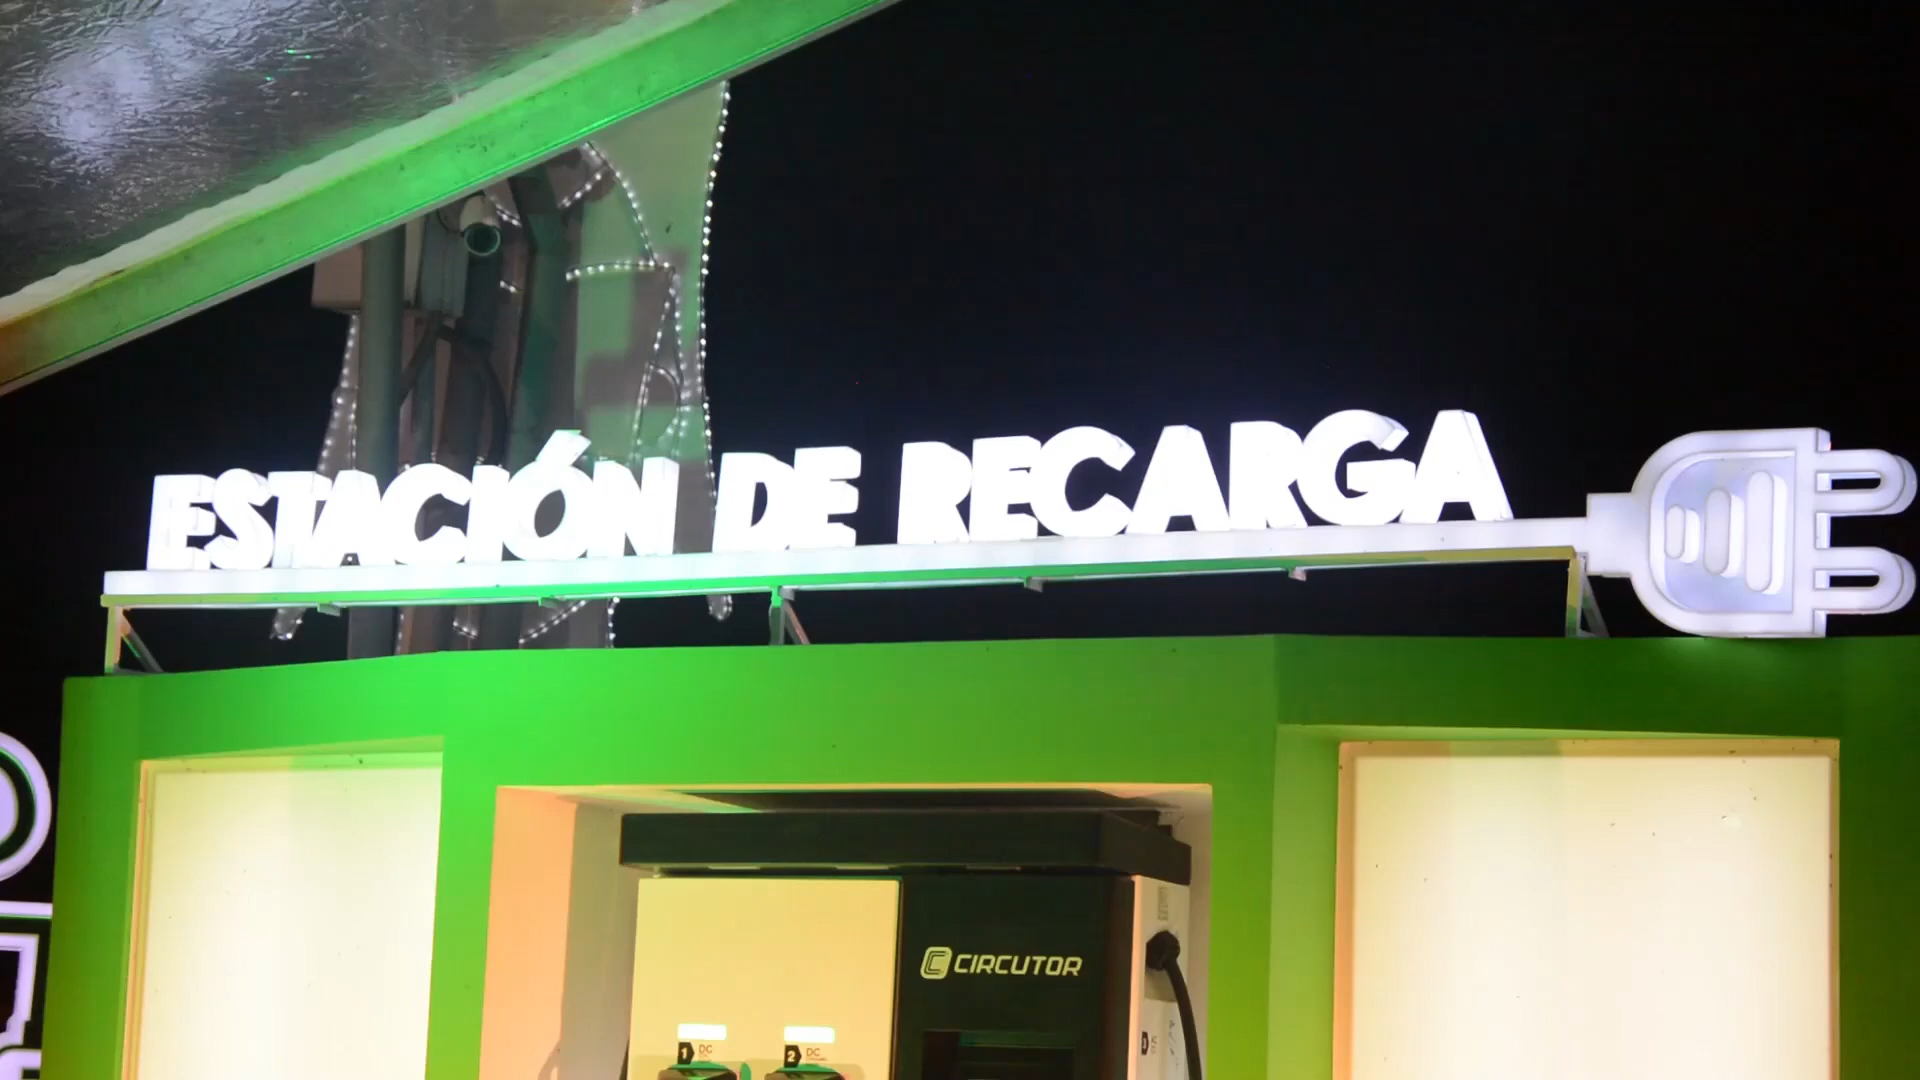 ESTACIÓN DE RECARGA
CIRCUTOR
1 DC
2 DC